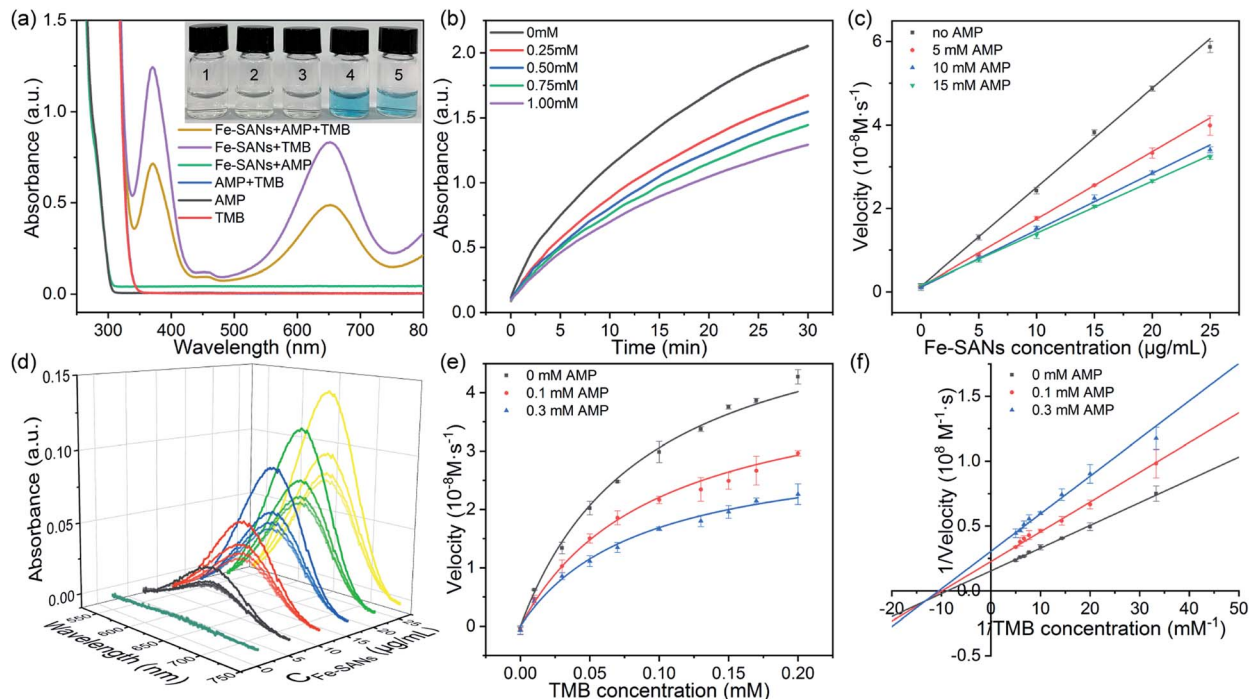 (a)
1.5
1.0
0.5
0.0
Absorbance (a.u.)
1 2 3 4 5
Fe-SANs+AMP+TMB
Fe-SANs+TMB
Fe-SANs+AMP
AMP+TMB
AMP
TMB
300 400 500 600 700 80
Wavelength (nm)
(b)
2.0
1.5
1.0
0.5
0.0
Absorbance (a.u.)
0mM
0.25mM
0.50mM
0.75mM
1.00mM
0 5 10 15 20 25 30
Time (min)
(c)
6
4
2
0
Velocity (10⁻⁸M·s⁻¹)
no AMP
5 mM AMP
10 mM AMP
15 mM AMP
0 5 10 15 20 25
Fe-SANs concentration (µg/mL)
(d)
0.15
0.10
0.05
0.00
Absorbance (a.u.)
550 600 650 700 750
Wavelength (nm)
0 5 10 15 20 25
C Fe-SANs (µg/mL)
(e)
4
3
2
1
0
Velocity (10⁻⁸M·s⁻¹)
0 mM AMP
0.1 mM AMP
0.3 mM AMP
0.00 0.05 0.10 0.15 0.20
TMB concentration (mM)
(f)
0 mM AMP
0.1 mM AMP
0.3 mM AMP
1.5
1.0
0.5
0.0
-0.5
1/Velocity (10⁸ M⁻¹·s)
-20 -10 0 10 20 30 40 50
1/TMB concentration (mM⁻¹)